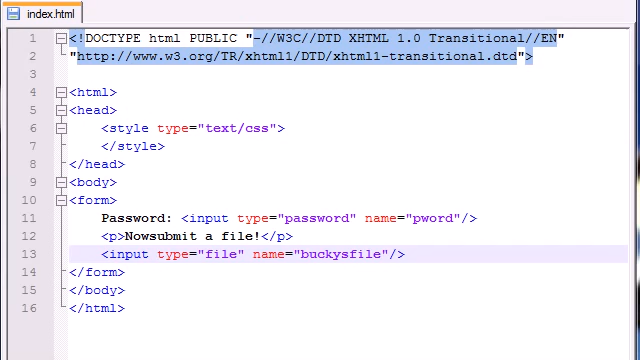 index.html
1 <!DOCTYPE html PUBLIC "-//W3C//DTD XHTML 1.0 Transitional//EN"
2 "http://www.w3.org/TR/xhtml1/DTD/xhtml1-transitional.dtd">
3
4 <html>
5 <head>
6 <style type="text/css">
7 </style>
8 </head>
9 <body>
10 <form>
11 Password: <input type="password" name="pword"/>
12 <p>Nowsubmit a file!</p>
13 <input type="file" name="buckysfile"/>
14 </form>
15 </body>
16 </html>